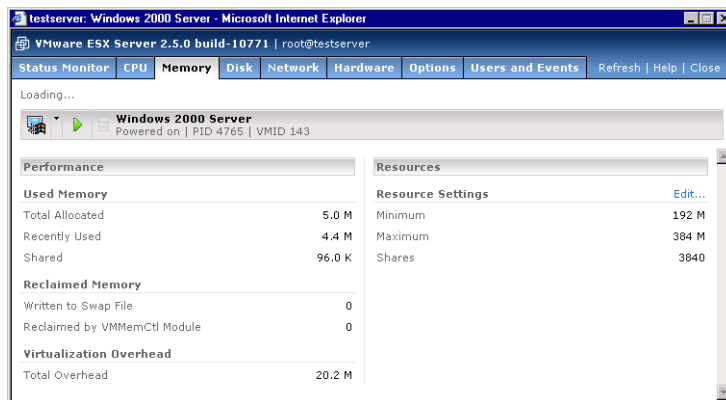 testserver: Windows 2000 Server - Microsoft Internet Explorer
VMware ESX Server 2.5.0 build-10771 | root@testserver
Status Monitor CPU Memory Disk Network Hardware Options Users and Events Refresh | Help | Close
Loading...
Windows 2000 Server
Powered on | PID 4765 | VMID 143
Performance
Used Memory
Total Allocated 5.0 M
Recently Used 4.4 M
Shared 96.0 K
Reclaimed Memory
Written to Swap File 0
Reclaimed by VMMemCtl Module 0
Virtualization Overhead
Total Overhead 20.2 M
Resources
Resource Settings Edit...
Minimum 192 M
Maximum 384 M
Shares 3840